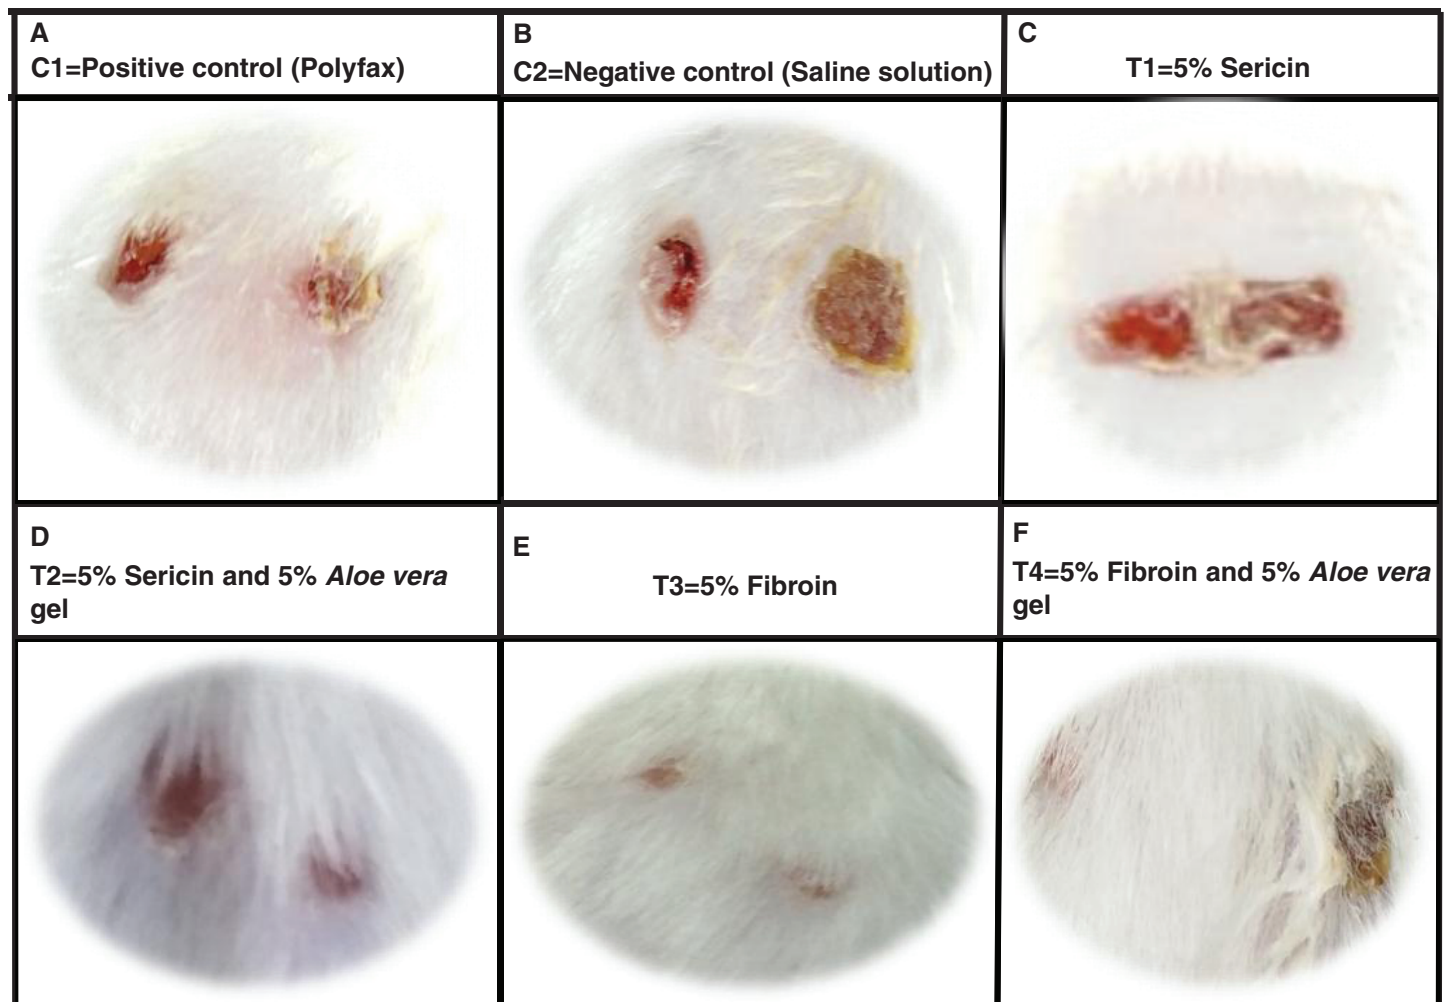 A
C1=Positive control (Polyfax)
B
C2=Negative control (Saline solution)
C
T1=5% Sericin
D
T2=5% Sericin and 5% Aloe vera
gel
E
T3=5% Fibroin
F
T4=5% Fibroin and 5% Aloe vera
gel